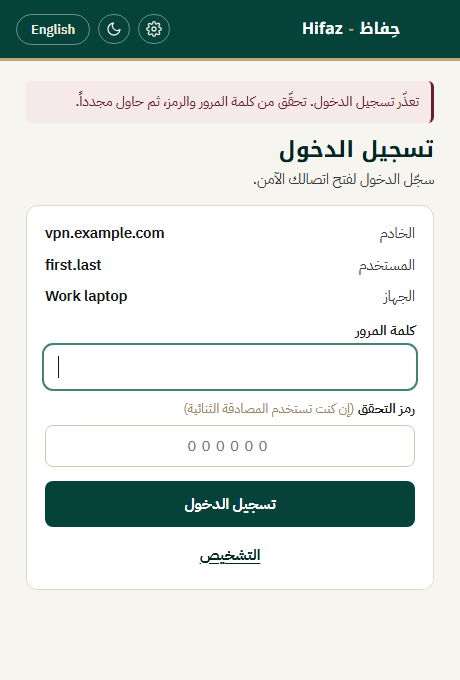 حِفاظ - Hifaz
English
تعذّر تسجيل الدخول. تحقّق من كلمة المرور والرمز، ثم حاول مجدداً.
تسجيل الدخول
سجّل الدخول لفتح اتصالك الآمن.
الخادم vpn.example.com
المستخدم first.last
الجهاز Work laptop
كلمة المرور
رمز التحقق (إن كنت تستخدم المصادقة الثنائية)
000000
تسجيل الدخول
التشخيص